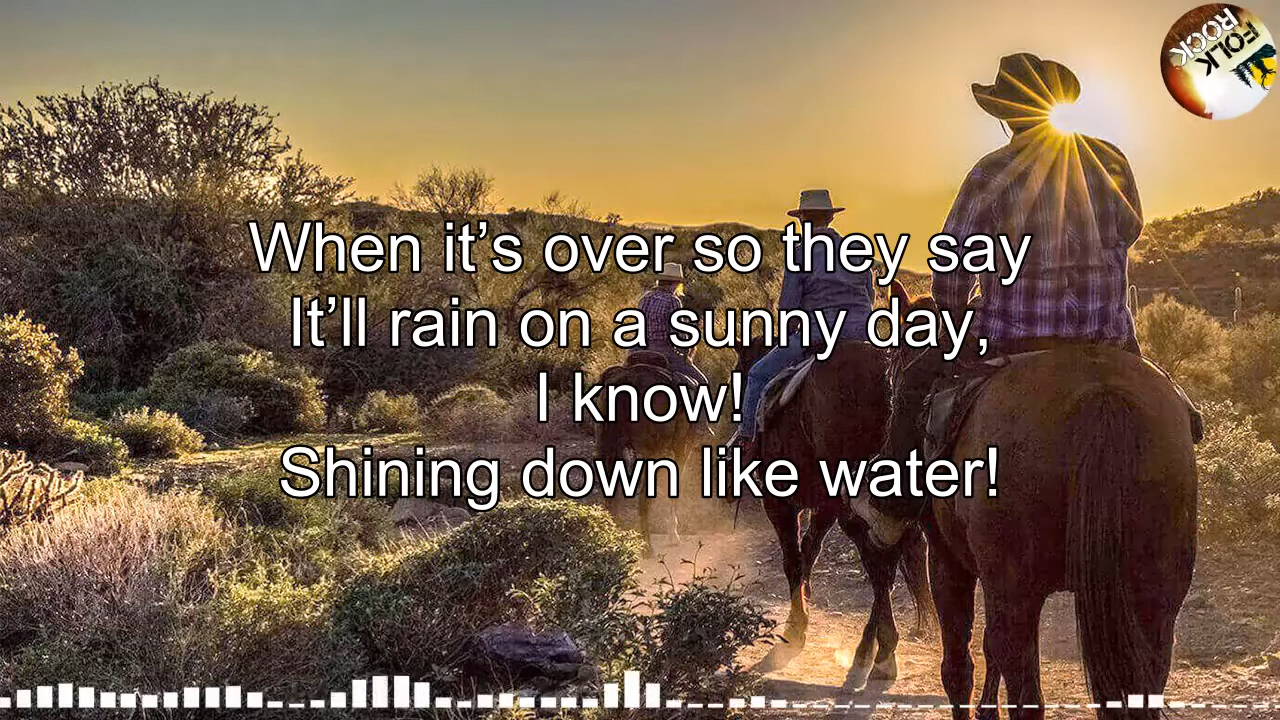 ROCK
FOLK
When it’s over so they say
It’ll rain on a sunny day,
I know!
Shining down like water!